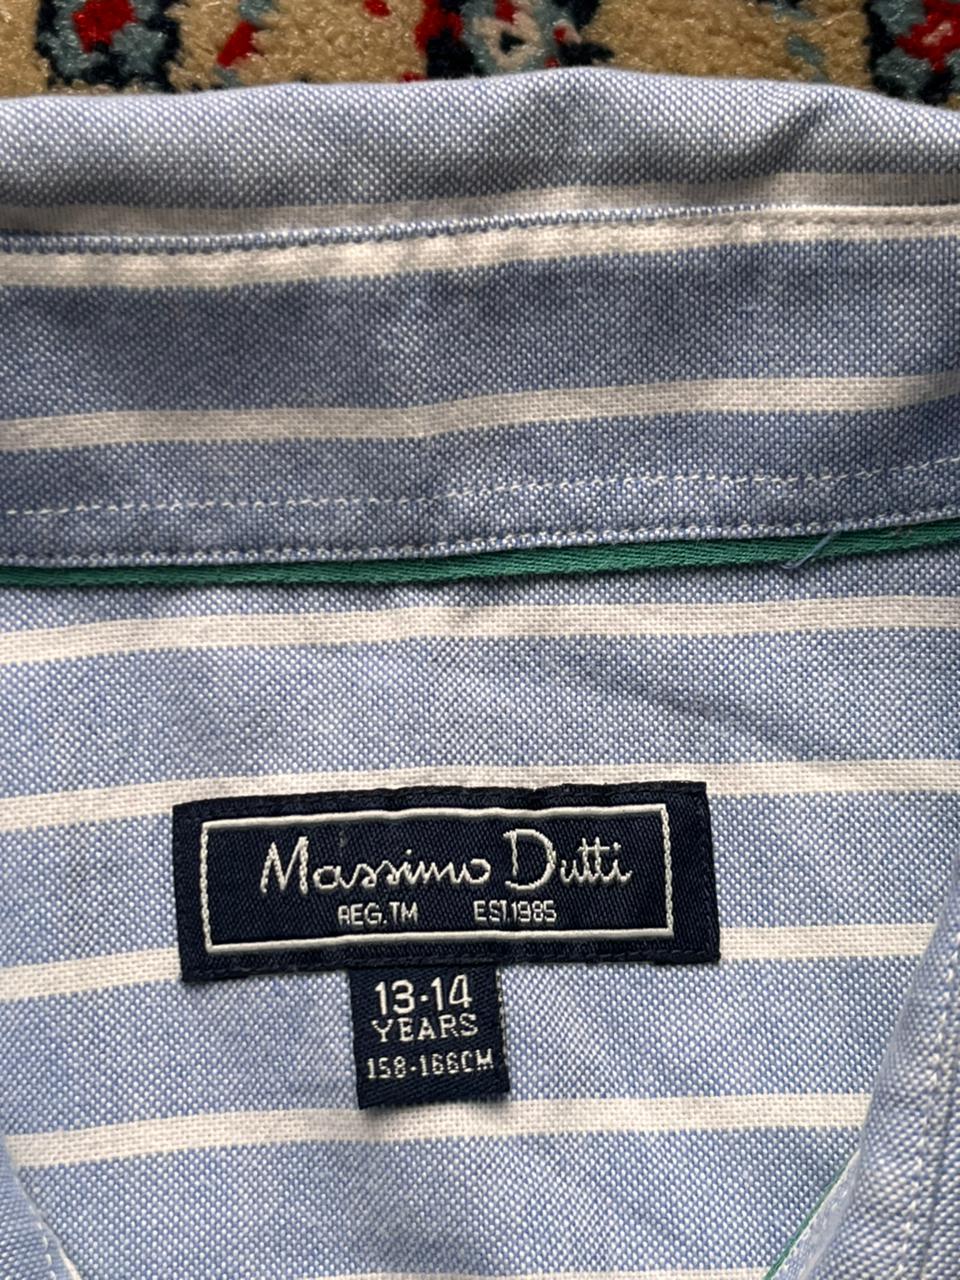 Massimo Dutti
REG.TM EST.1985
13-14
YEARS
158-166CM